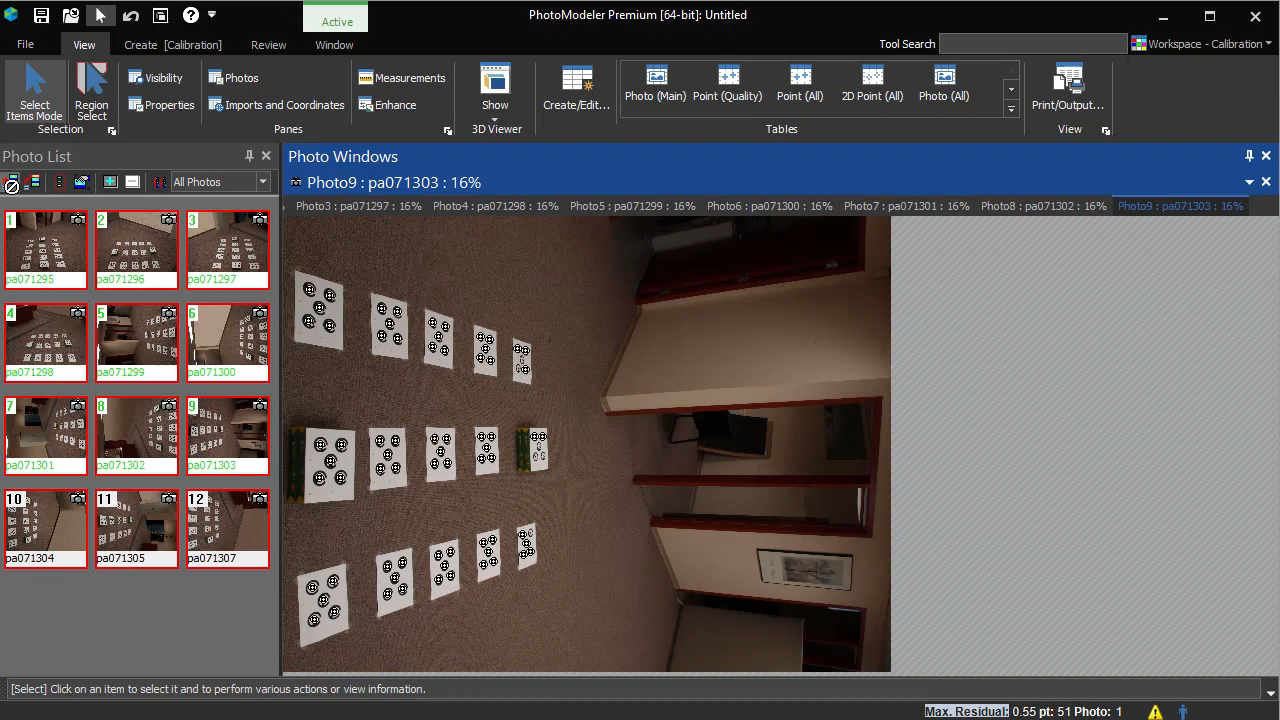 PhotoModeler Premium [64-bit]: Untitled
Active
File View Create [Calibration] Review Window
Tool Search Workspace - Calibration
Select Items Mode
Region Select
Selection
Visibility
Properties
Photos
Imports and Coordinates
Measurements
Enhance
Panes
Show
3D Viewer
Create/Edit...
Photo (Main)
Point (Quality)
Point (All)
2D Point (All)
Photo (All)
Tables
Print/Output...
View
Photo List
All Photos
1 2 3
pa071295 pa071296 pa071297
4 5 6
pa071298 pa071299 pa071300
7 8 9
pa071301 pa071302 pa071303
10 11 12
pa071304 pa071305 pa071307
Photo Windows
Photo9 : pa071303 : 16%
Photo3 : pa071297 : 16% Photo4 : pa071298 : 16% Photo5 : pa071299 : 16% Photo6 : pa071300 : 16% Photo7 : pa071301 : 16% Photo8 : pa071302 : 16% Photo9 : pa071303 : 16%
[Select] Click on an item to select it and to perform various actions or view information.
Max. Residual: 0.55 pt: 51 Photo: 1